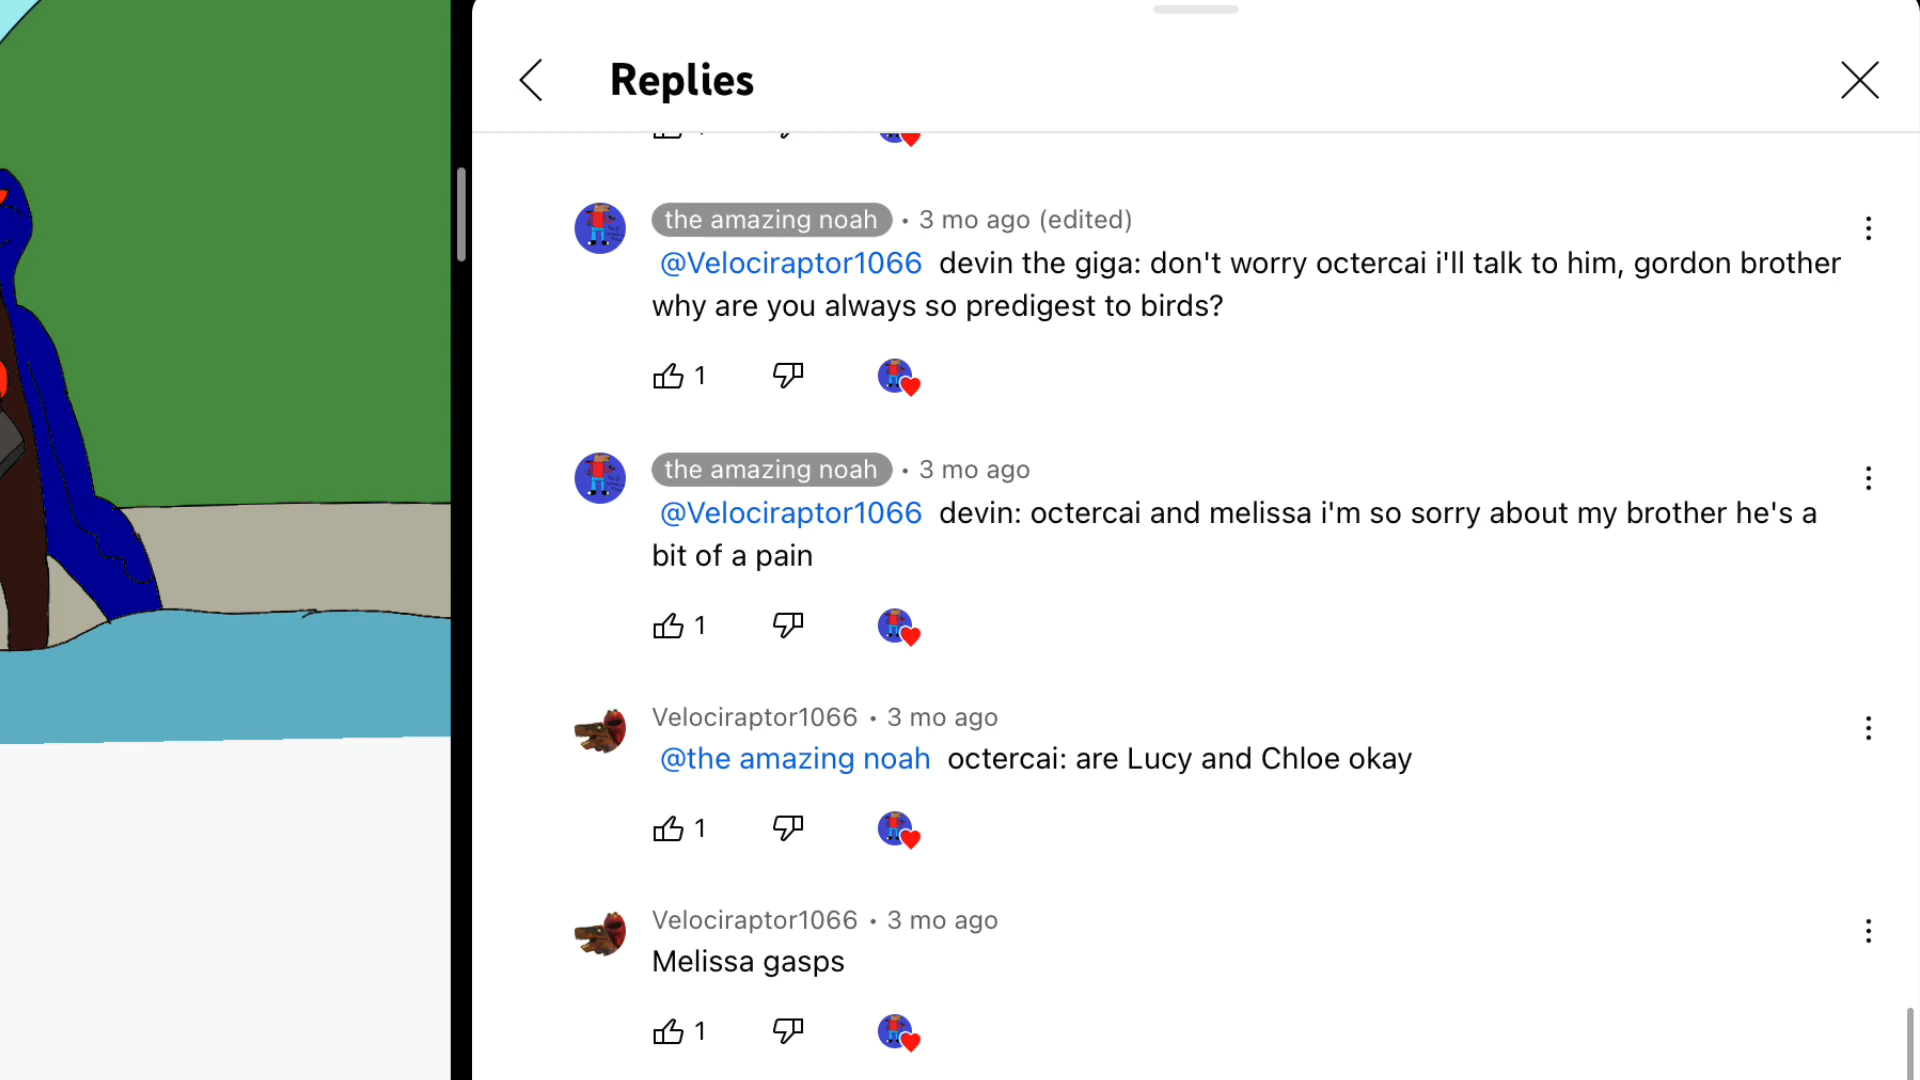 Replies
the amazing noah • 3 mo ago (edited)
@Velociraptor1066 devin the giga: don't worry octercai i'll talk to him, gordon brother
why are you always so predigest to birds?
1
the amazing noah • 3 mo ago
@Velociraptor1066 devin: octercai and melissa i'm so sorry about my brother he's a
bit of a pain
1
Velociraptor1066 • 3 mo ago
@the amazing noah octercai: are Lucy and Chloe okay
1
Velociraptor1066 • 3 mo ago
Melissa gasps
1